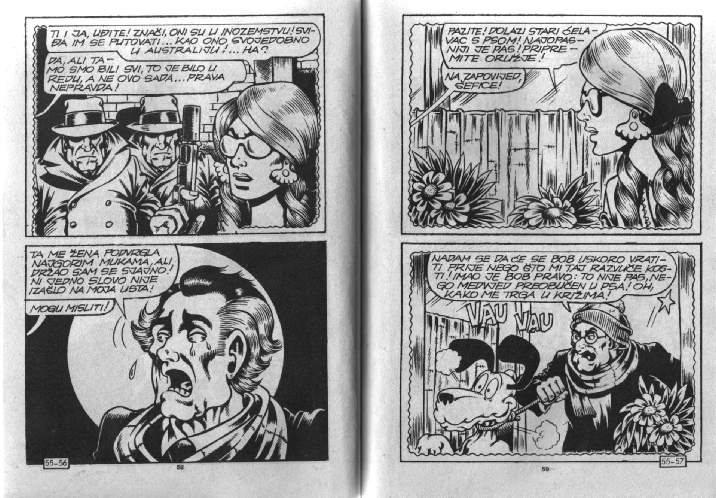 TI I JA, UBITE! ZNAČI, ONI SU U INOZEMSTVU! SVI-
ĐA IM SE PUTOVATI... KAO ONO SVOJEDOBNO
U AUSTRALIJU!... HA?
DA, ALI TA-
MO SMO BILI SVI, TO JE BILO U
REDU, A NE OVO SADA... PRAVA
NEPRAVDA!
TA ME ŽENA PODVRGLA
NAJGORIM MUKAMA, ALI,
DRŽAO SAM SE SJAJNO!
NI JEDNO SLOVO NIJE
IZAŠLO NA MOJA USTA!
MOGU MISLITI!
55-56
58
PAZITE! DOLAZI STARI ĆELA-
VAC S PSOM! NAJOPAS-
NIJI JE PAS! PRIPRE-
MITE ORUŽJE!
NA ZAPOVIJED,
ŠEFICE!
NADAM SE DA ĆE SE BOB USKORO VRATI-
TI PRIJE NEGO ŠTO MI TAJ RAZVUČE KOS-
TI! IMAO JE BOB PRAVO: TO NIJE PAS, NE-
GO MEDVJED PREOBUČEN U PSA! OH,
KAKO ME TRGA U KRIŽIMA!
VAU VAU
55-57
59